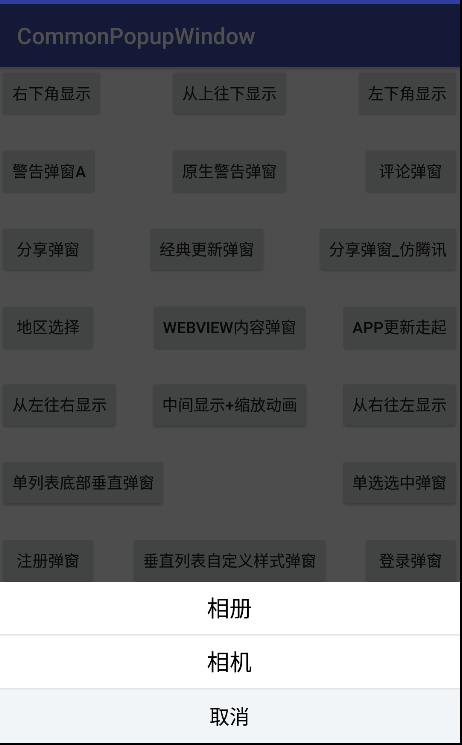 CommonPopupWindow
右下角显示 从上往下显示 左下角显示
警告弹窗A 原生警告弹窗 评论弹窗
分享弹窗 经典更新弹窗 分享弹窗_仿腾讯
地区选择 WEBVIEW内容弹窗 APP更新走起
从左往右显示 中间显示+缩放动画 从右往左显示
单列表底部垂直弹窗 单选选中弹窗
注册弹窗 垂直列表自定义样式弹窗 登录弹窗
相册
相机
取消